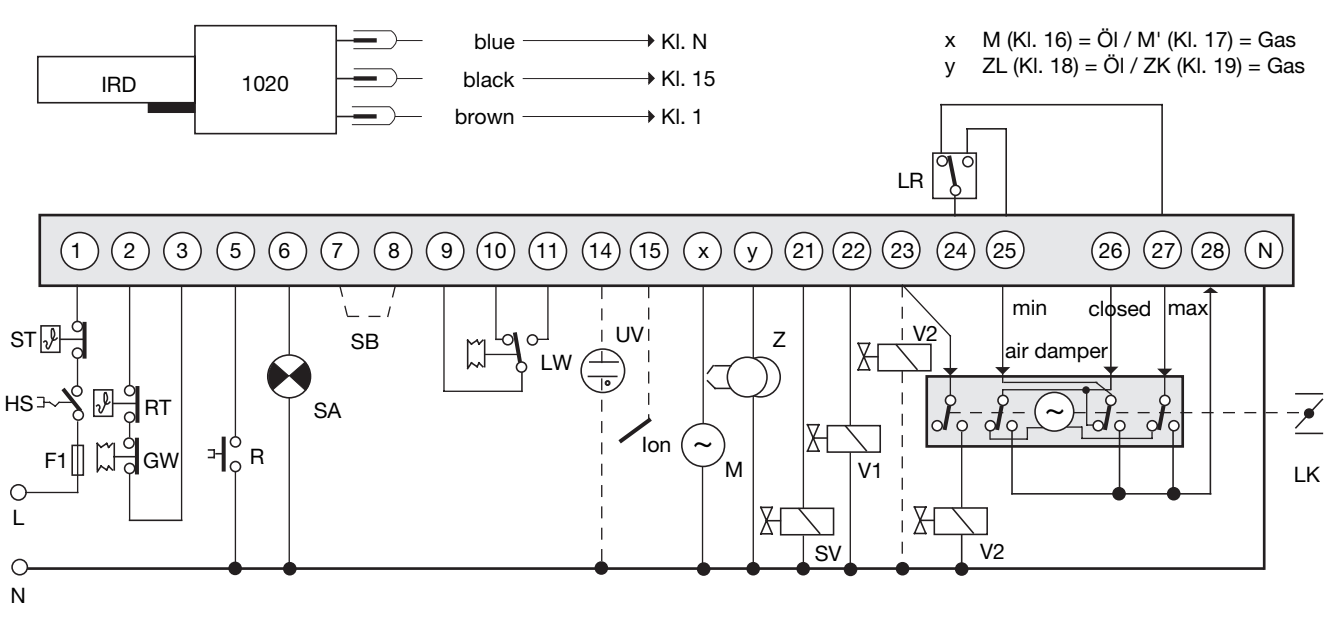 IRD
1020
blue
Kl. N
black
Kl. 15
brown
Kl. 1
x M (Kl. 16) = Öl / M' (Kl. 17) = Gas
y ZL (Kl. 18) = Öl / ZK (Kl. 19) = Gas
LR
1 2 3 5 6 7 8 9 10 11 14 15 x y 21 22 23 24 25 26 27 28 N
min
closed
max
ST
SB
UV
Z
V2
LW
air damper
HS
RT
SA
~
F1
GW
R
Ion
~
M
V1
LK
L
SV
V2
N